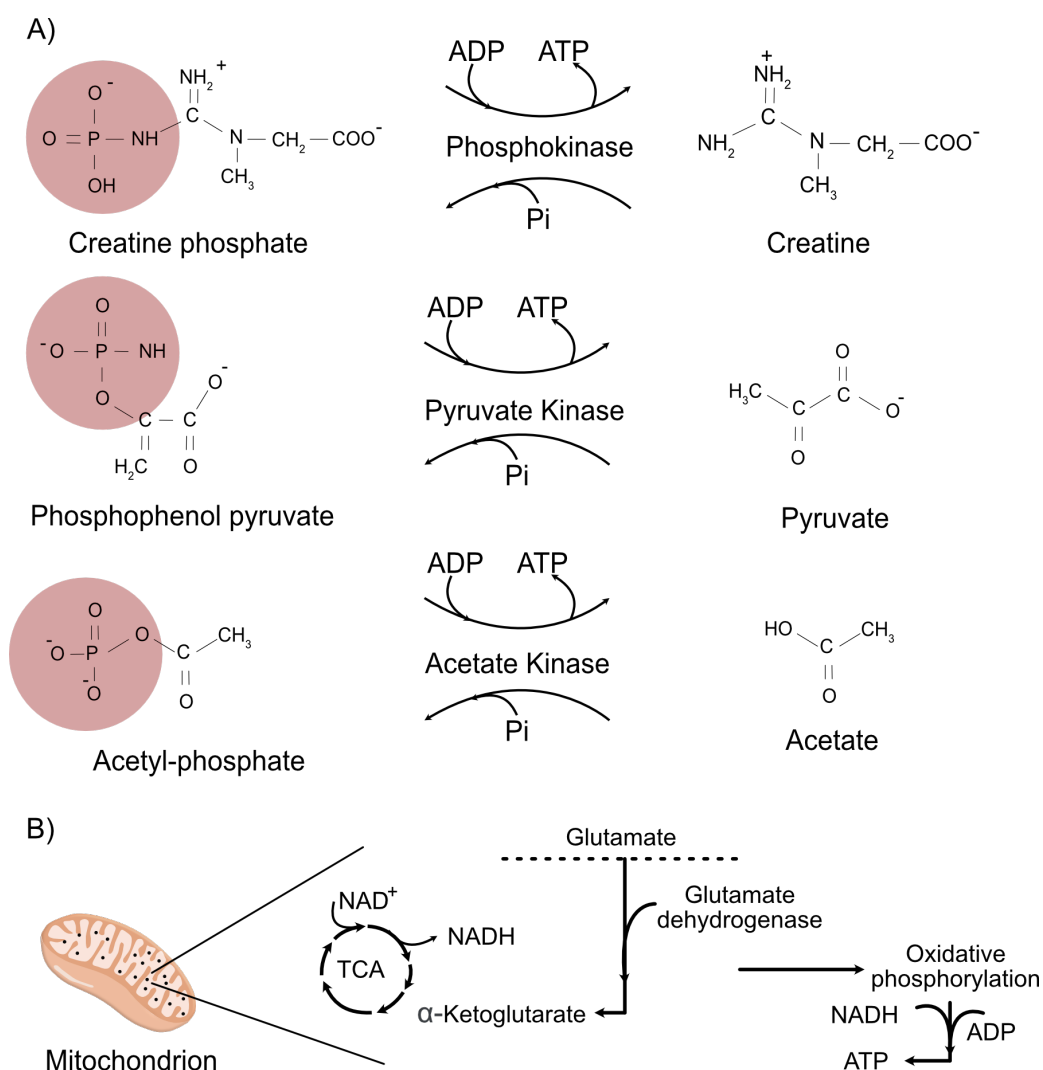 A)
ADP ATP
O-
O = P - NH
OH
NH2+
C
N - CH2 - COO-
CH3
Phosphokinase
Pi
+
NH2
C
NH2 N - CH2 - COO-
CH3
Creatine phosphate
Creatine
O
-O - P - NH
O
C - C
O-
H2C O
ADP ATP
Pyruvate Kinase
Pi
O
H3C C
C O-
O
Phosphophenol pyruvate
Pyruvate
O
-O - P O CH3
-O C
O
ADP ATP
Acetate Kinase
Pi
HO CH3
C
O
Acetyl-phosphate
Acetate
B)
Mitochondrion
NAD+
NADH
TCA
Glutamate
Glutamate
dehydrogenase
α-Ketoglutarate
Oxidative
phosphorylation
NADH
ADP
ATP